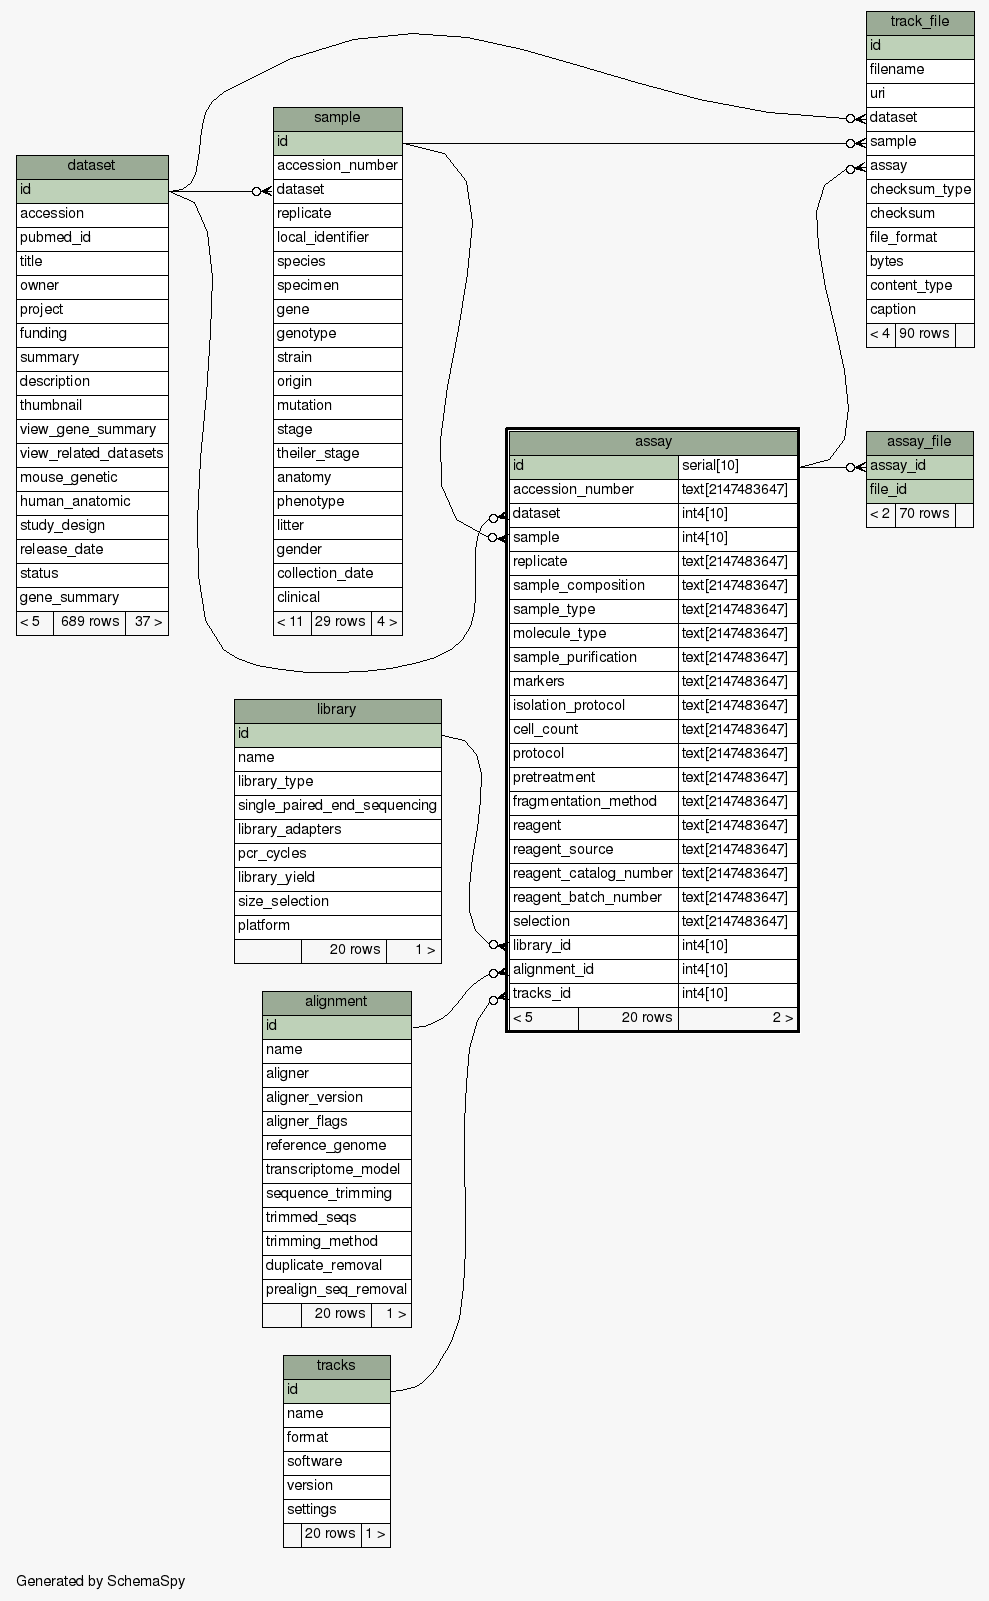 track_file
id
filename
uri
dataset
sample
assay
checksum_type
checksum
file_format
bytes
content_type
caption
< 4 90 rows
sample
id
accession_number
dataset
replicate
local_identifier
species
specimen
gene
genotype
strain
origin
mutation
stage
theiler_stage
anatomy
phenotype
litter
gender
collection_date
clinical
< 11 29 rows 4 >
dataset
id
accession
pubmed_id
title
owner
project
funding
summary
description
thumbnail
view_gene_summary
view_related_datasets
mouse_genetic
human_anatomic
study_design
release_date
status
gene_summary
< 5 689 rows 37 >
assay
id serial[10]
accession_number text[2147483647]
dataset int4[10]
sample int4[10]
replicate text[2147483647]
sample_composition text[2147483647]
sample_type text[2147483647]
molecule_type text[2147483647]
sample_purification text[2147483647]
markers text[2147483647]
isolation_protocol text[2147483647]
cell_count text[2147483647]
protocol text[2147483647]
pretreatment text[2147483647]
fragmentation_method text[2147483647]
reagent text[2147483647]
reagent_source text[2147483647]
reagent_catalog_number text[2147483647]
reagent_batch_number text[2147483647]
selection text[2147483647]
library_id int4[10]
alignment_id int4[10]
tracks_id int4[10]
< 5 20 rows 2 >
assay_file
assay_id
file_id
< 2 70 rows
library
id
name
library_type
single_paired_end_sequencing
library_adapters
pcr_cycles
library_yield
size_selection
platform
20 rows 1 >
alignment
id
name
aligner
aligner_version
aligner_flags
reference_genome
transcriptome_model
sequence_trimming
trimmed_seqs
trimming_method
duplicate_removal
prealign_seq_removal
20 rows 1 >
tracks
id
name
format
software
version
settings
20 rows 1 >
Generated by SchemaSpy